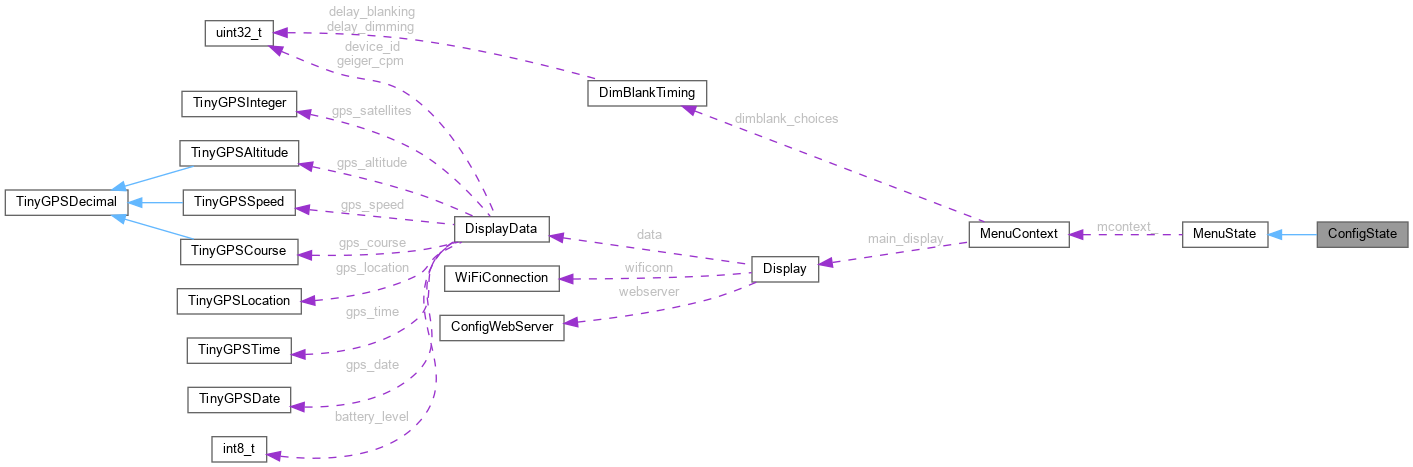 delay_blanking
delay_dimming
uint32_t
device_id
geiger_cpm
DimBlankTiming
TinyGPSInteger
gps_satellites
dimblank_choices
TinyGPSAltitude
gps_altitude
TinyGPSDecimal
TinyGPSSpeed
gps_speed
DisplayData
data
main_display
MenuContext
mcontext_
MenuState
ConfigState
TinyGPSCourse
gps_course
gps_location
WiFiConnection
wificonn
Display
webserver
TinyGPSLocation
gps_time
ConfigWebServer
TinyGPSTime
gps_date
TinyGPSDate
battery_level
int8_t